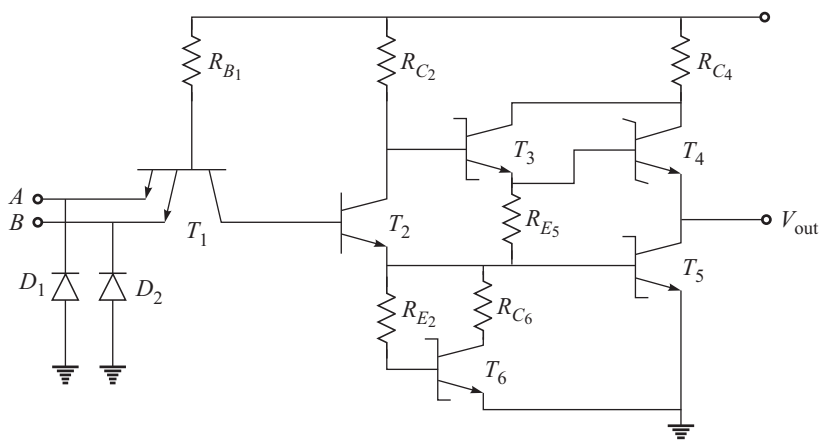 R_{B_1}
R_{C_2}
R_{C_4}
T_3
T_4
A
B
T_1
T_2
R_{E_5}
V_{out}
D_1
D_2
R_{E_2}
R_{C_6}
T_5
T_6